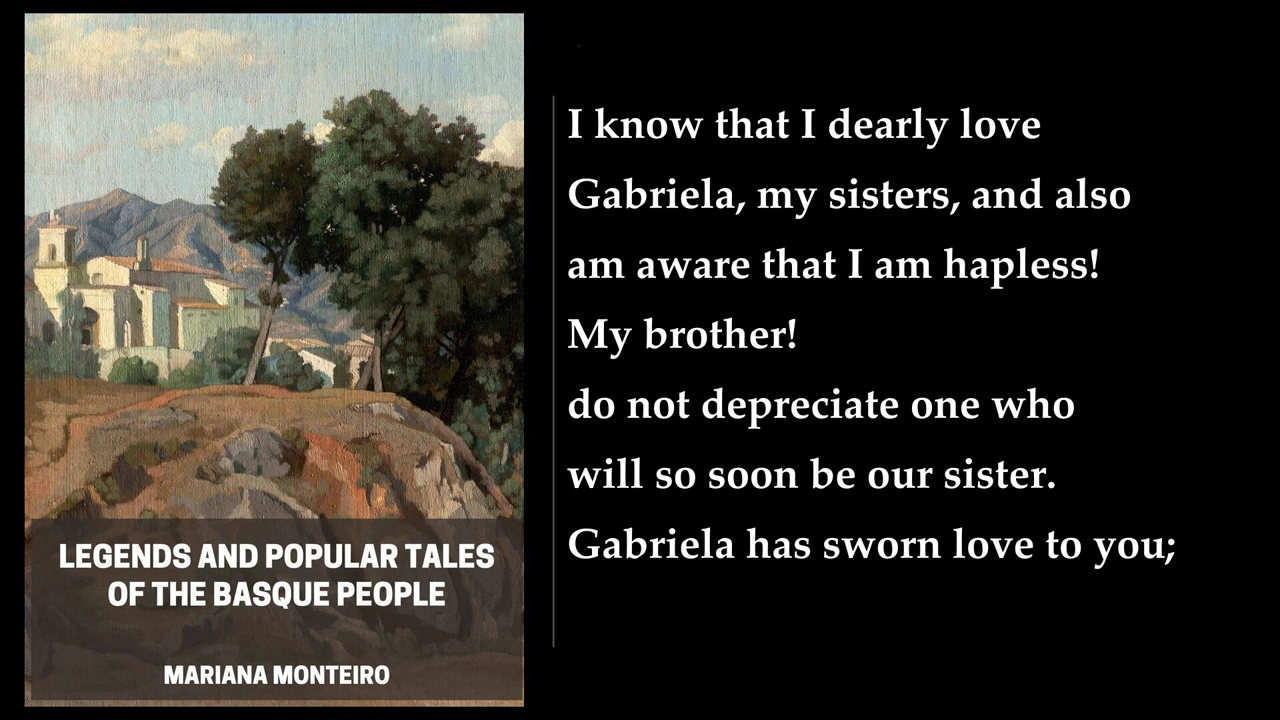 LEGENDS AND POPULAR TALES
OF THE BASQUE PEOPLE
MARIANA MONTEIRO
I know that I dearly love
Gabriela, my sisters, and also
am aware that I am hapless!
My brother!
do not depreciate one who
will so soon be our sister.
Gabriela has sworn love to you;